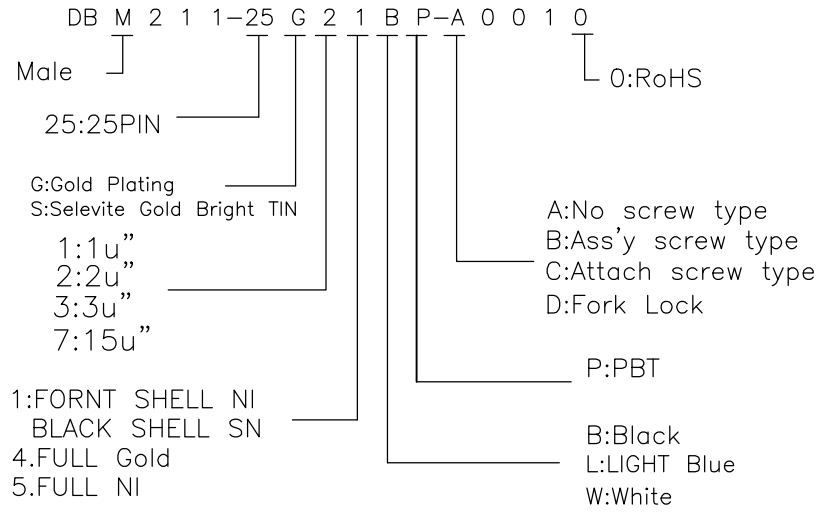 DB M 2 1 1-25 G 2 1 B P-A 0 0 1 0
Male
0:RoHS
25:25PIN
G:Gold Plating
S:Selevite Gold Bright TIN
1:1u”
2:2u”
3:3u”
7:15u”
A:No screw type
B:Ass’y screw type
C:Attach screw type
D:Fork Lock
P:PBT
1:FORNT SHELL NI
BLACK SHELL SN
4.FULL Gold
5.FULL NI
B:Black
L:LIGHT Blue
W:White